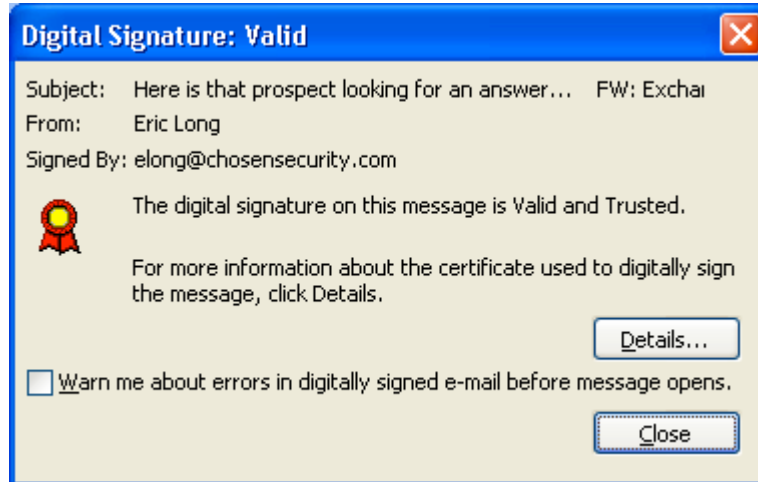 Digital Signature: Valid
Subject: Here is that prospect looking for an answer... FW: Exchai
From: Eric Long
Signed By: elong@chosensecurity.com
The digital signature on this message is Valid and Trusted.
For more information about the certificate used to digitally sign
the message, click Details.
Details...
Warn me about errors in digitally signed e-mail before message opens.
Close